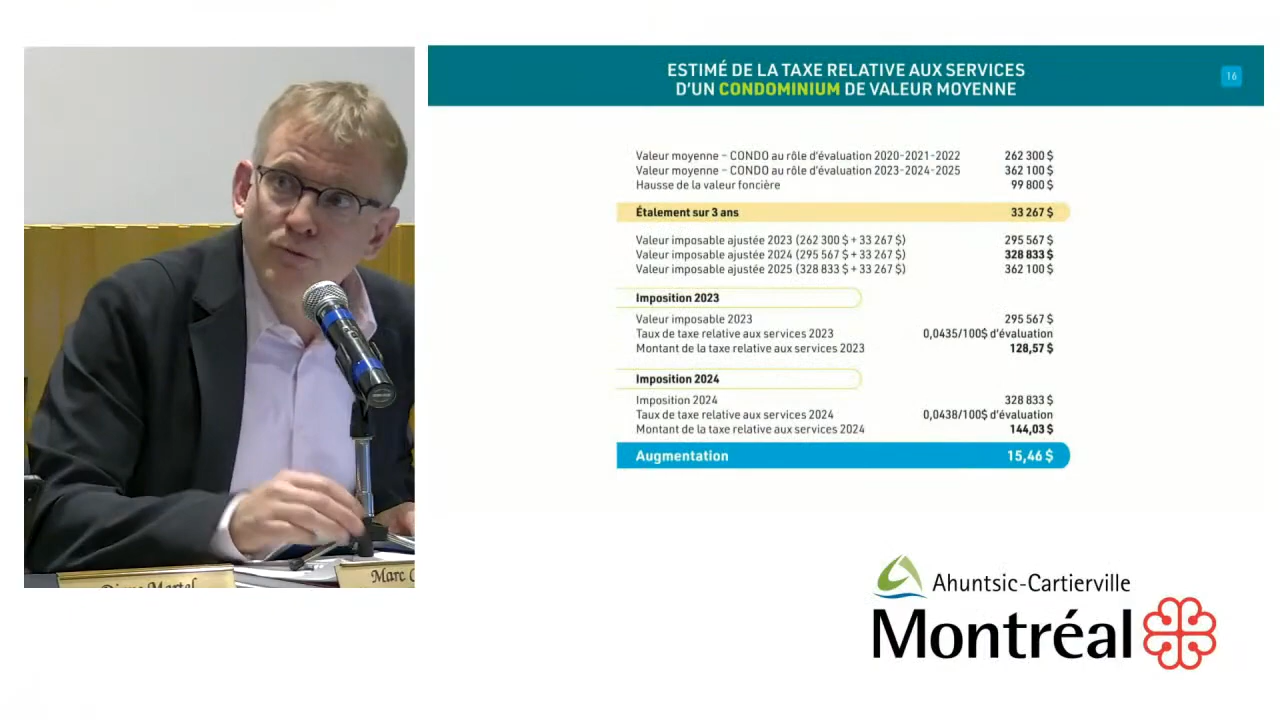 ESTIMÉ DE LA TAXE RELATIVE AUX SERVICES
D'UN CONDOMINIUM DE VALEUR MOYENNE
16
Valeur moyenne – CONDO au rôle d'évaluation 2020-2021-2022 262 300 $
Valeur moyenne – CONDO au rôle d'évaluation 2023-2024-2025 362 100 $
Hausse de la valeur foncière 99 800 $
Étalement sur 3 ans 33 267 $
Valeur imposable ajustée 2023 (262 300 $ + 33 267 $) 295 567 $
Valeur imposable ajustée 2024 (295 567 $ + 33 267 $) 328 833 $
Valeur imposable ajustée 2025 (328 833 $ + 33 267 $) 362 100 $
Imposition 2023
Valeur imposable 2023 295 567 $
Taux de taxe relative aux services 2023 0,0435/100$ d'évaluation
Montant de la taxe relative aux services 2023 128,57 $
Imposition 2024
Imposition 2024 328 833 $
Taux de taxe relative aux services 2024 0,0438/100$ d'évaluation
Montant de la taxe relative aux services 2024 144,03 $
Augmentation 15,46 $
Martel
Marc
Ahuntsic-Cartierville
Montréal